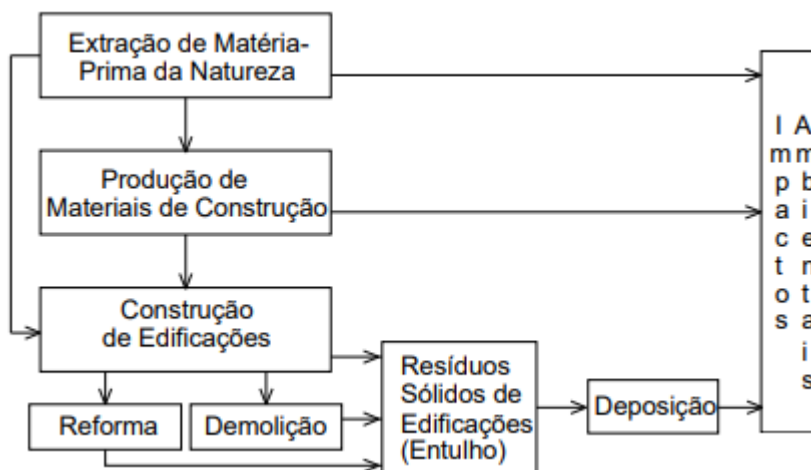 Extração de Matéria-
Prima da Natureza
Produção de
Materiais de Construção
Construção
de Edificações
Reforma
Demolição
Resíduos
Sólidos de
Edificações
(Entulho)
Deposição
Impactos
Ambientais